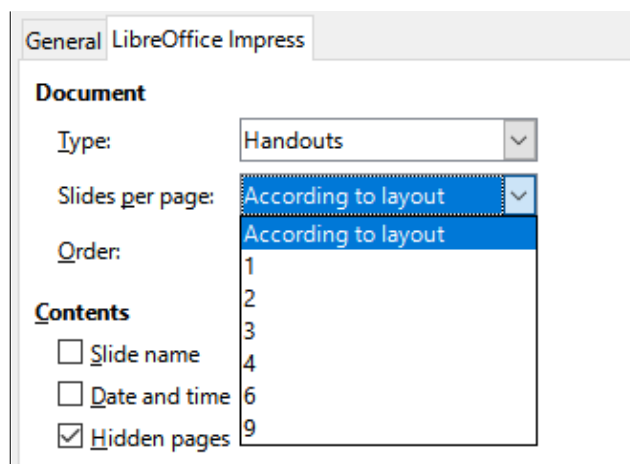 General LibreOffice Impress
Document
Type: Handouts
Slides per page: According to layout
According to layout
Order:
1
2
Contents
3
Slide name
4
Date and time 6
Hidden pages 9